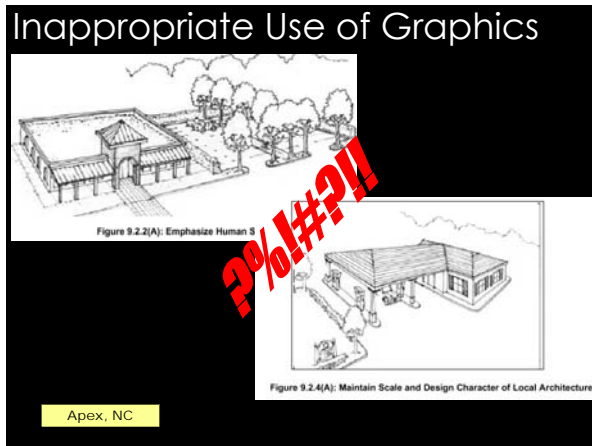 Inappropriate Use of Graphics
Figure 9.2.2(A): Emphasize Human S
?%!#?!!
Figure 9.2.4(A): Maintain Scale and Design Character of Local Architecture
Apex, NC